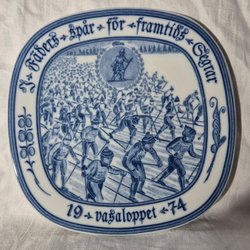 I Fäders spår för framtids segrar
19 vasaloppet 74